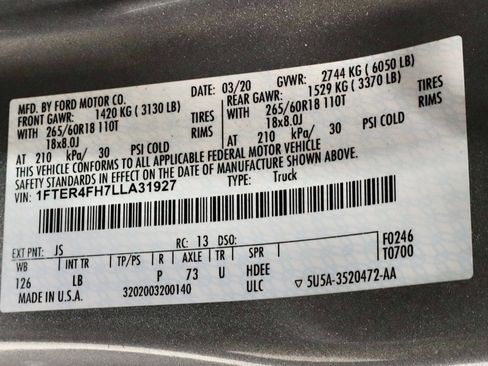 MFD. BY FORD MOTOR CO.
DATE: 03/20 GVWR: 2744 KG ( 6050 LB)
FRONT GAWR: 1420 KG ( 3130 LB) REAR GAWR: 1529 KG ( 3370 LB)
WITH 265/60R18 110T TIRES WITH 265/60R18 110T TIRES
18x8.0J RIMS 18x8.0J RIMS
AT 210 kPa/ 30 PSI COLD AT 210 kPa/ 30 PSI COLD
THIS VEHICLE CONFORMS TO ALL APPLICABLE FEDERAL MOTOR VEHICLE
SAFETY STANDARDS IN EFFECT ON THE DATE OF MANUFACTURE SHOWN ABOVE.
VIN: 1FTER4FH7LLA31927 TYPE: Truck
EXT PNT: JS RC: 13 DSO: F0246
WB INT TR TP/PS R AXLE TR SPR T0700
126 LB P 73 U HDEE
MADE IN U.S.A. 3202003200140 ULC ▽ 5U5A-3520472-AA